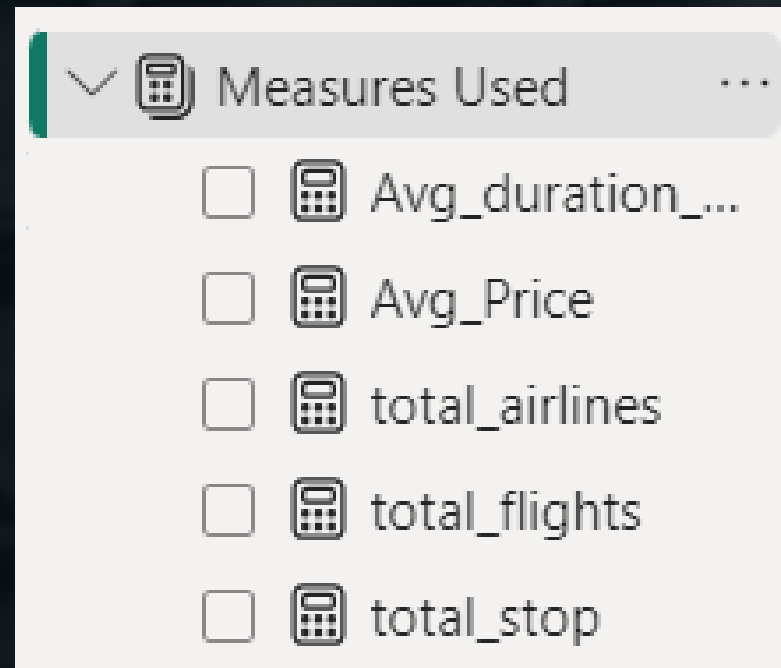 Measures Used ...
Avg_duration_...
Avg_Price
total_airlines
total_flights
total_stop